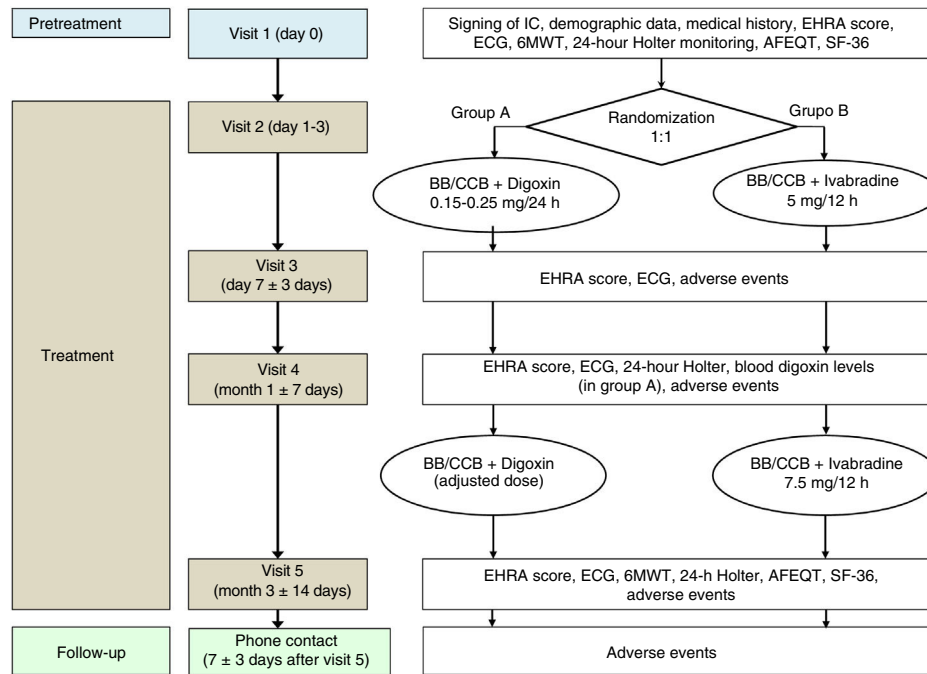 Pretreatment
Visit 1 (day 0)
Signing of IC, demographic data, medical history, EHRA score,
ECG, 6MWT, 24-hour Holter monitoring, AFEQT, SF-36
Treatment
Visit 2 (day 1-3)
Group A
Randomization
1:1
Grupo B
BB/CCB + Digoxin
0.15-0.25 mg/24 h
BB/CCB + Ivabradine
5 mg/12 h
Visit 3
(day 7 ± 3 days)
EHRA score, ECG, adverse events
Visit 4
(month 1 ± 7 days)
EHRA score, ECG, 24-hour Holter, blood digoxin levels
(in group A), adverse events
BB/CCB + Digoxin
(adjusted dose)
BB/CCB + Ivabradine
7.5 mg/12 h
Visit 5
(month 3 ± 14 days)
EHRA score, ECG, 6MWT, 24-h Holter, AFEQT, SF-36,
adverse events
Follow-up
Phone contact
(7 ± 3 days after visit 5)
Adverse events